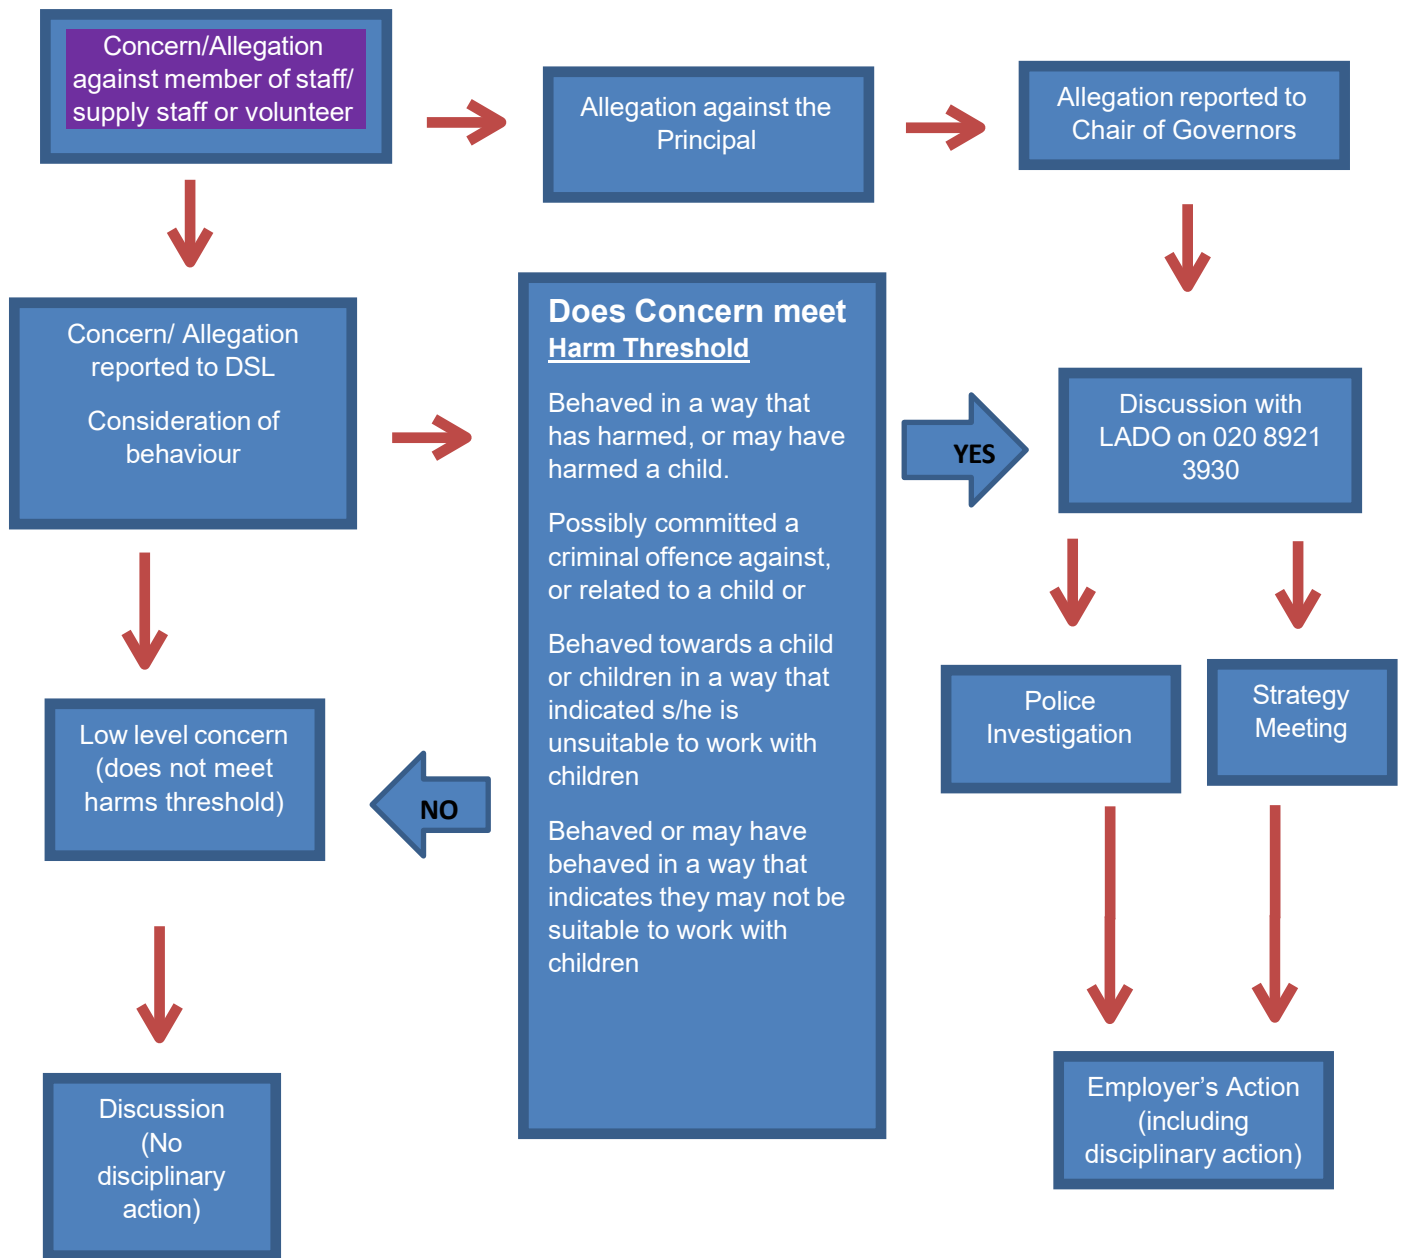 Concern/Allegation
against member of staff/
supply staff or volunteer
Allegation against the
Principal
Allegation reported to
Chair of Governors
Concern/ Allegation
reported to DSL
Consideration of
behaviour
Does Concern meet
Harm Threshold
Behaved in a way that
has harmed, or may have
harmed a child.
Possibly committed a
criminal offence against,
or related to a child or
Behaved towards a child
or children in a way that
indicated s/he is
unsuitable to work with
children
Behaved or may have
behaved in a way that
indicates they may not be
suitable to work with
children
YES
Discussion with
LADO on 020 8921
3930
Police
Investigation
Strategy
Meeting
NO
Low level concern
(does not meet
harms threshold)
Discussion
(No
disciplinary
action)
Employer’s Action
(including
disciplinary action)